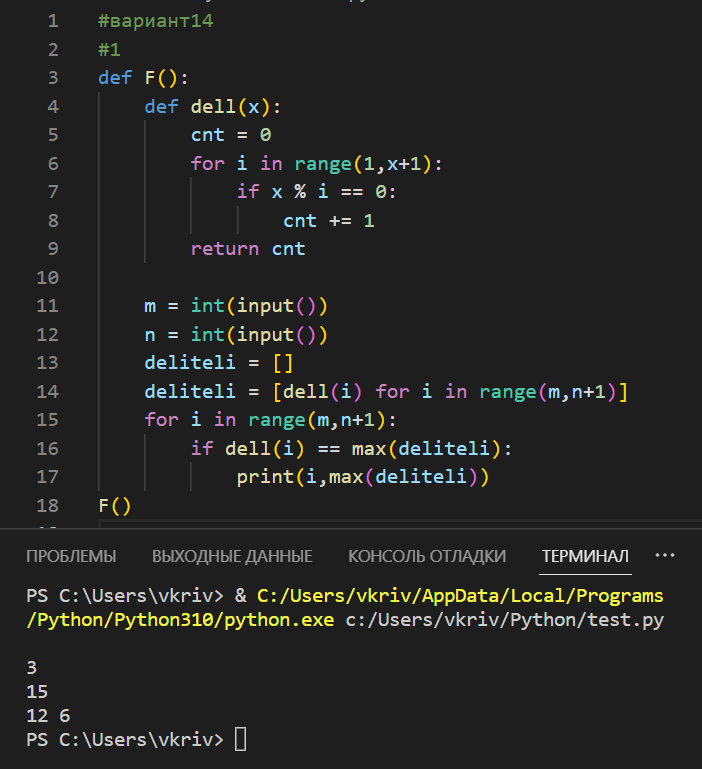 1 #вариант14
2 #1
3 def F():
4     def dell(x):
5         cnt = 0
6         for i in range(1,x+1):
7             if x % i == 0:
8                 cnt += 1
9         return cnt
10
11     m = int(input())
12     n = int(input())
13     deliteli = []
14     deliteli = [dell(i) for i in range(m,n+1)]
15     for i in range(m,n+1):
16         if dell(i) == max(deliteli):
17             print(i,max(deliteli))
18 F()
ПРОБЛЕМЫ ВЫХОДНЫЕ ДАННЫЕ КОНСОЛЬ ОТЛАДКИ ТЕРМИНАЛ ...
PS C:\Users\vkriv> & C:/Users/vkriv/AppData/Local/Programs
/Python/Python310/python.exe c:/Users/vkriv/Python/test.py
3
15
12 6
PS C:\Users\vkriv>